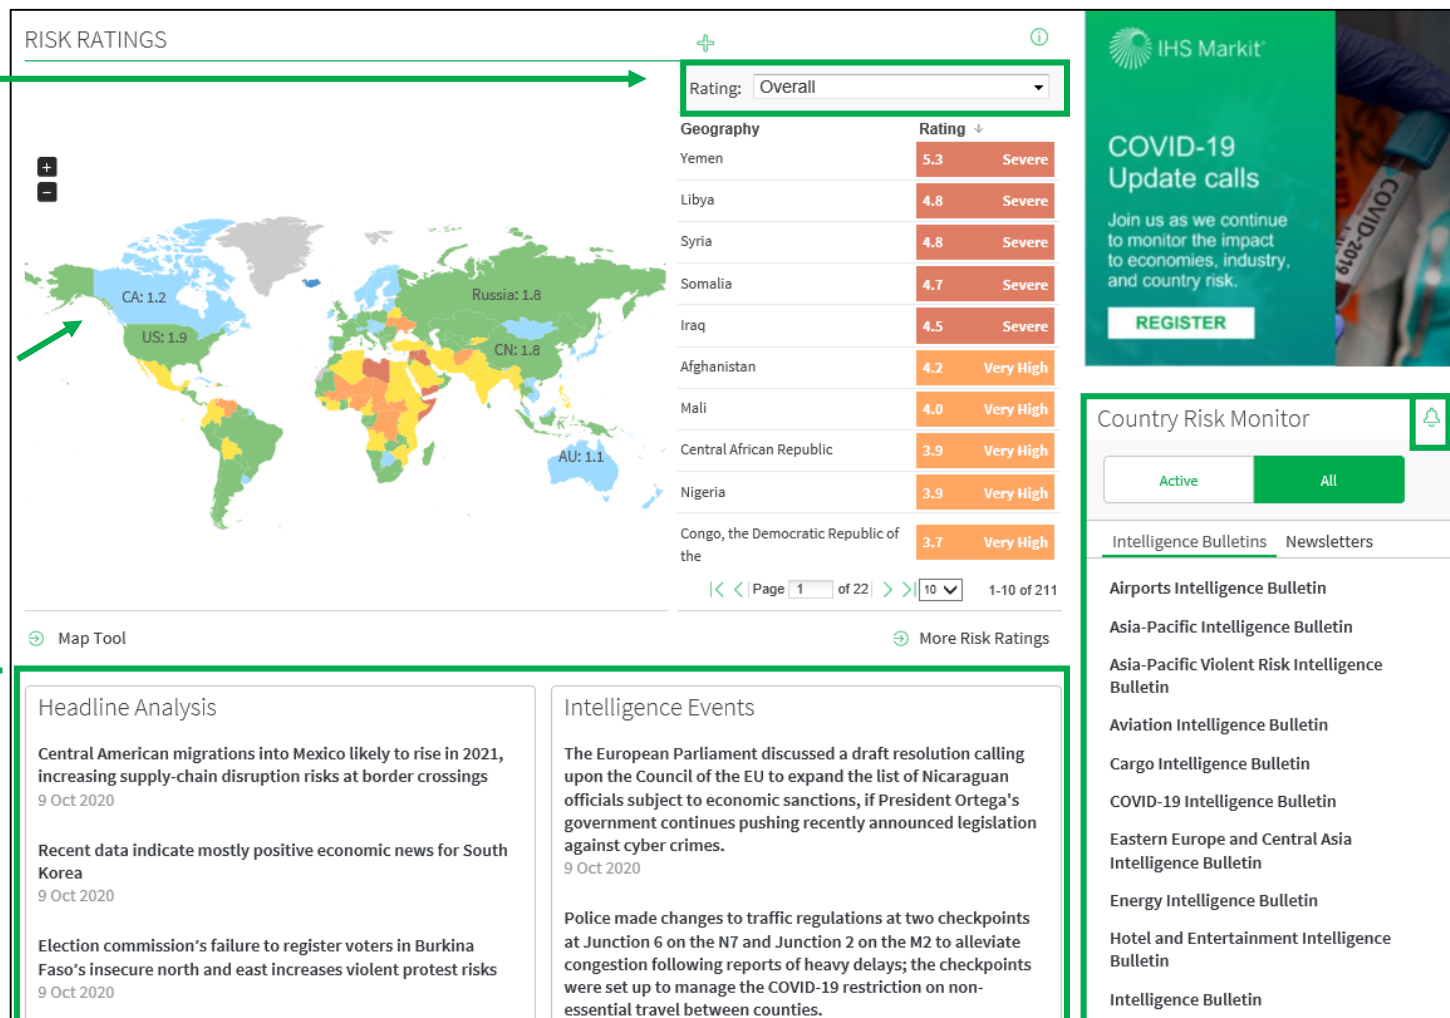 RISK RATINGS
Rating: Overall
Geography Rating
Yemen 5.3 Severe
Libya 4.8 Severe
Syria 4.8 Severe
Somalia 4.7 Severe
Iraq 4.5 Severe
Afghanistan 4.2 Very High
Mali 4.0 Very High
Central African Republic 3.9 Very High
Nigeria 3.9 Very High
Congo, the Democratic Republic of
the 3.7 Very High
Page 1 of 22 10 1-10 of 211
+
−
CA: 1.2
US: 1.9
Russia: 1.8
CN: 1.8
AU: 1.1
Map Tool
More Risk Ratings
Headline Analysis
Central American migrations into Mexico likely to rise in 2021,
increasing supply-chain disruption risks at border crossings
9 Oct 2020
Recent data indicate mostly positive economic news for South
Korea
9 Oct 2020
Election commission's failure to register voters in Burkina
Faso's insecure north and east increases violent protest risks
9 Oct 2020
Intelligence Events
The European Parliament discussed a draft resolution calling
upon the Council of the EU to expand the list of Nicaraguan
officials subject to economic sanctions, if President Ortega's
government continues pushing recently announced legislation
against cyber crimes.
9 Oct 2020
Police made changes to traffic regulations at two checkpoints
at Junction 6 on the N7 and Junction 2 on the M2 to alleviate
congestion following reports of heavy delays; the checkpoints
were set up to manage the COVID-19 restriction on non-
essential travel between counties.
IHS Markit
COVID-19
Update calls
Join us as we continue
to monitor the impact
to economies, industry,
and country risk.
REGISTER
COVID-2019
Country Risk Monitor
Active All
Intelligence Bulletins Newsletters
Airports Intelligence Bulletin
Asia-Pacific Intelligence Bulletin
Asia-Pacific Violent Risk Intelligence
Bulletin
Aviation Intelligence Bulletin
Cargo Intelligence Bulletin
COVID-19 Intelligence Bulletin
Eastern Europe and Central Asia
Intelligence Bulletin
Energy Intelligence Bulletin
Hotel and Entertainment Intelligence
Bulletin
Intelligence Bulletin